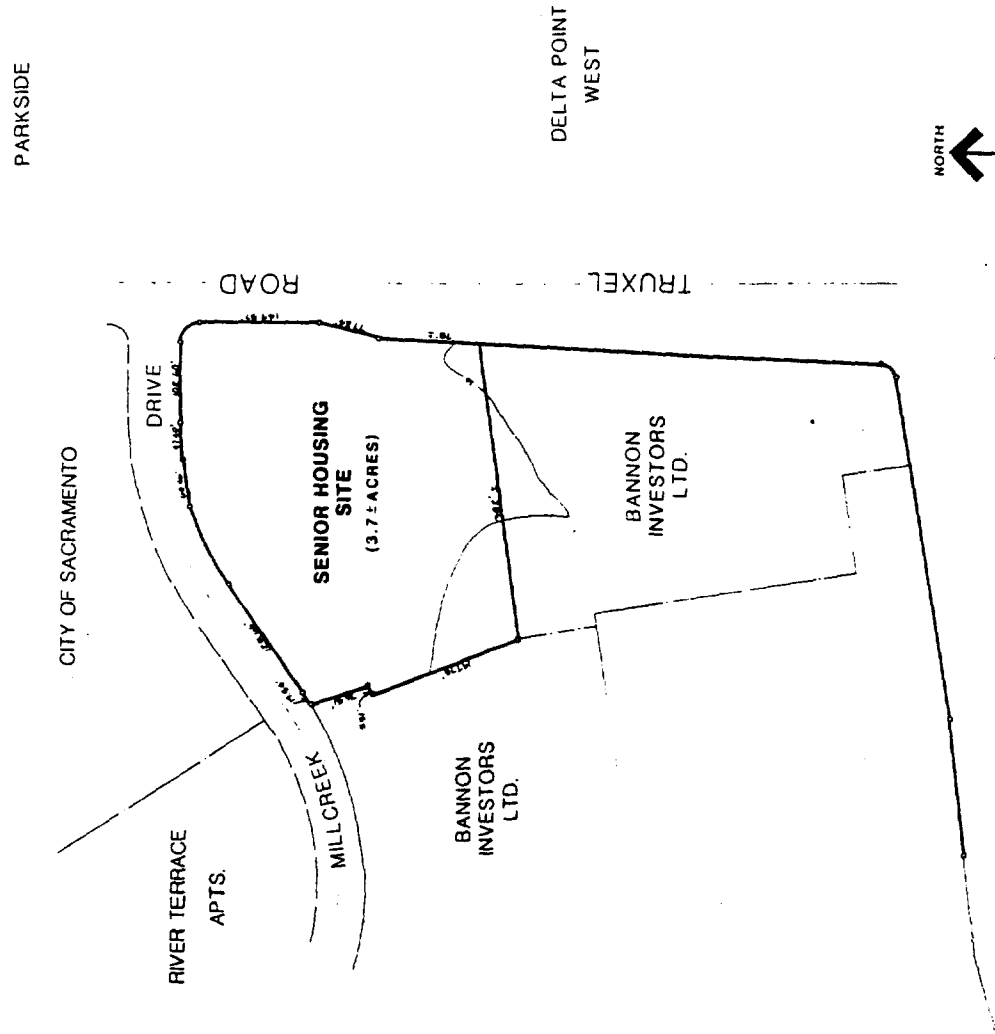 PARKSIDE
CITY OF SACRAMENTO
DELTA POINT
WEST
NORTH
ROAD
TRUXEL
DRIVE
SENIOR HOUSING
SITE
(3.7± ACRES)
BANNON
INVESTORS
LTD.
MILLCREEK
RIVER TERRACE
APTS.
BANNON
INVESTORS
LTD.